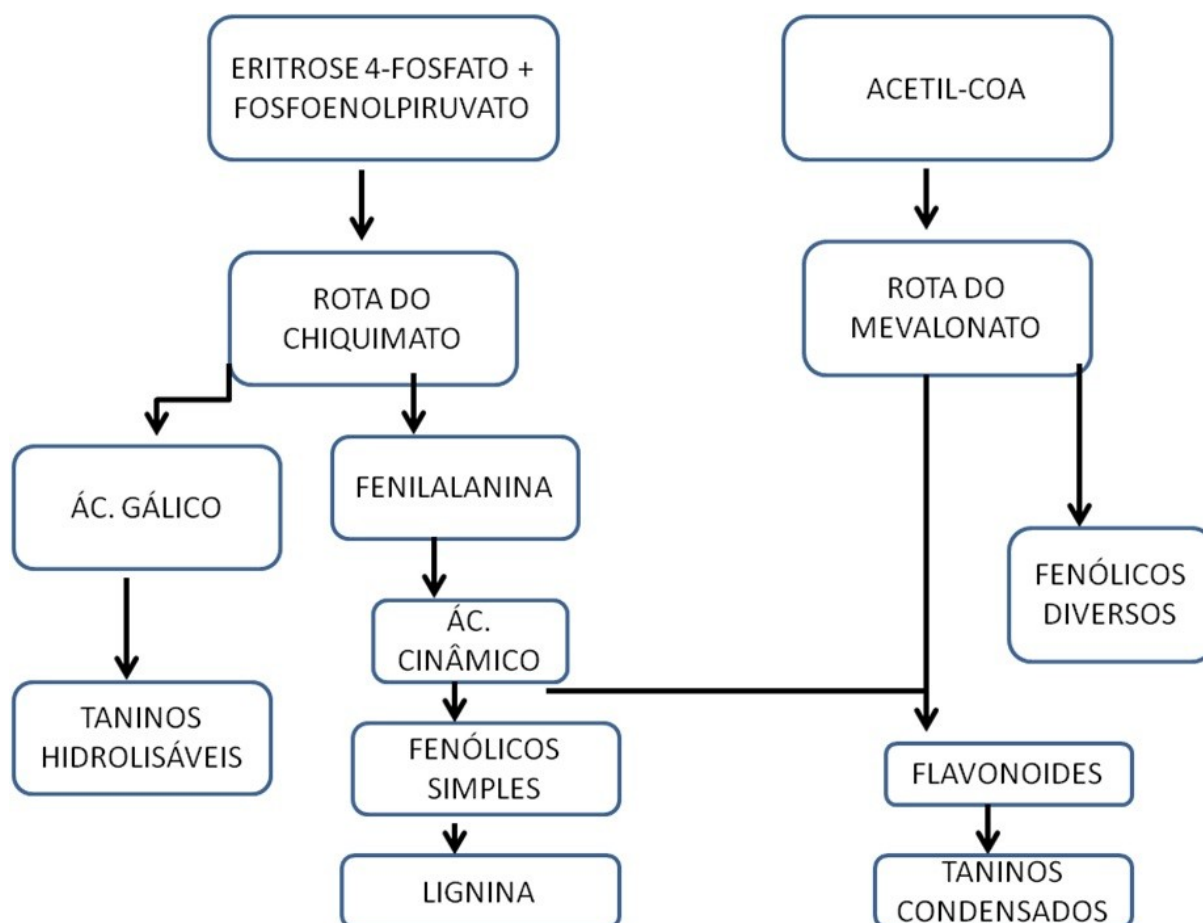 ERITROSE 4-FOSFATO +
FOSFOENOLPIRUVATO
ACETIL-COA
ROTA DO
CHIQUIMATO
ROTA DO
MEVALONATO
ÁC. GÁLICO
FENILALANINA
FENÓLICOS
DIVERSOS
ÁC.
CINÂMICO
TANINOS
HIDROLISÁVEIS
FENÓLICOS
SIMPLES
FLAVONOIDES
LIGNINA
TANINOS
CONDENSADOS